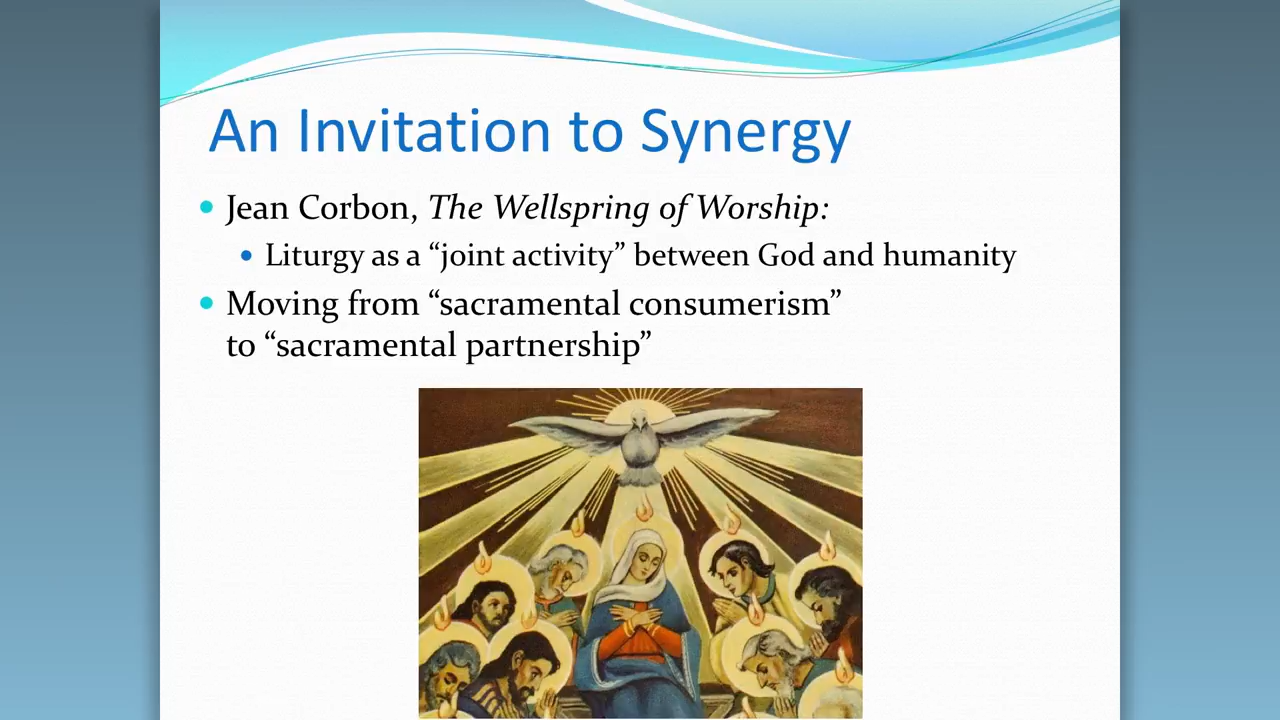 An Invitation to Synergy
Jean Corbon, The Wellspring of Worship:
Liturgy as a “joint activity” between God and humanity
Moving from “sacramental consumerism”
to “sacramental partnership”